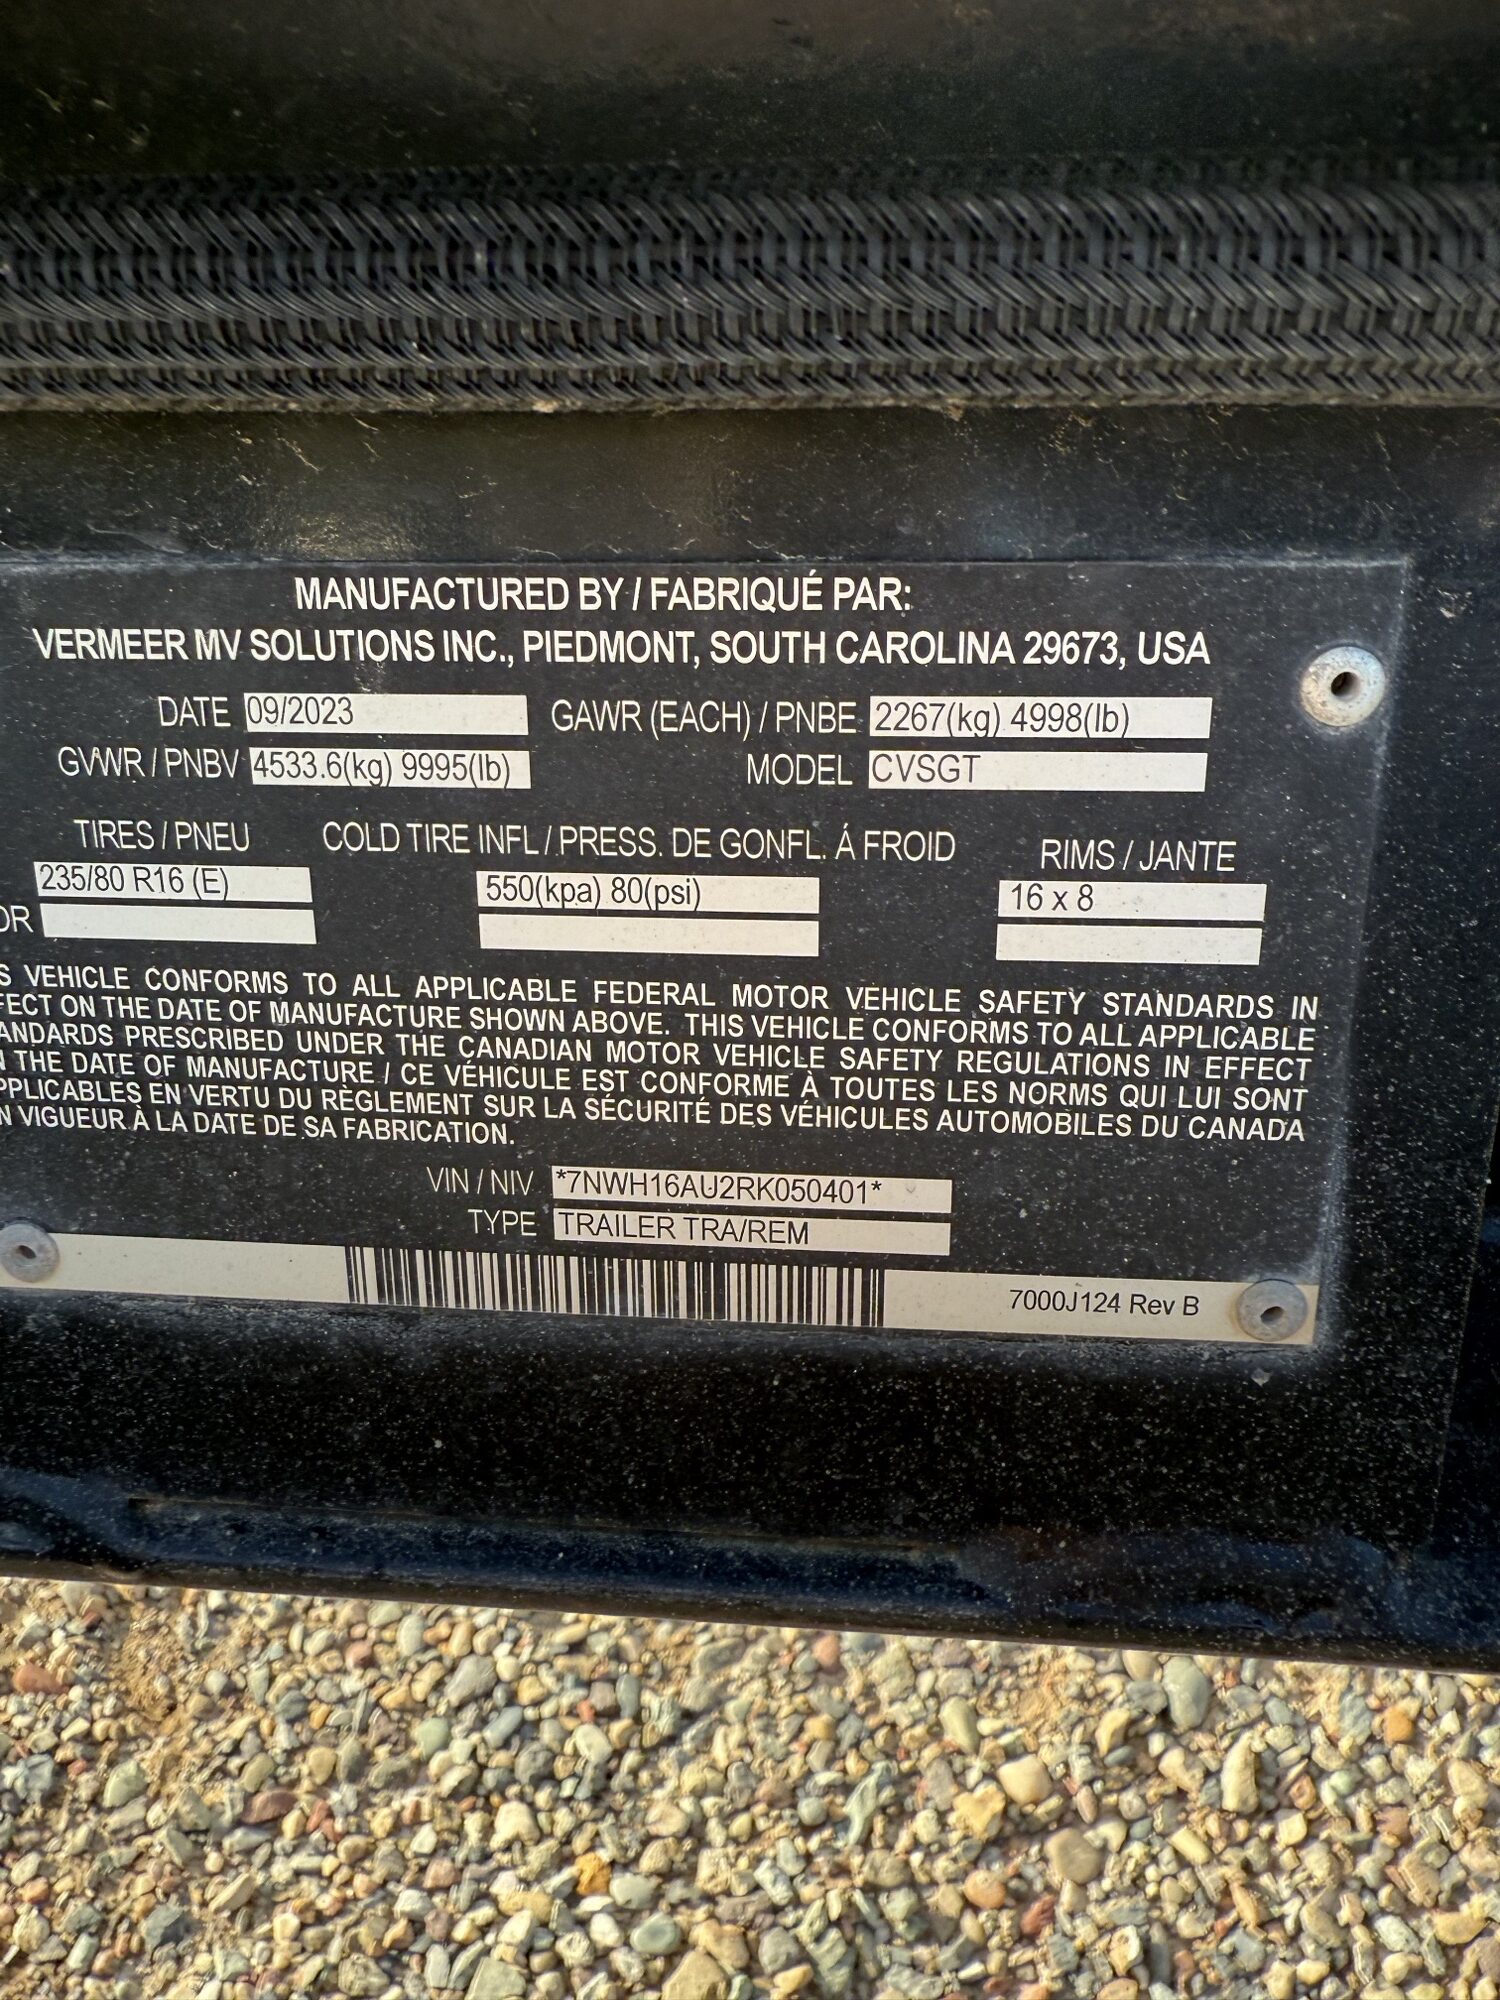 MANUFACTURED BY / FABRIQUÉ PAR:
VERMEER MV SOLUTIONS INC., PIEDMONT, SOUTH CAROLINA 29673, USA
DATE 09/2023 GAWR (EACH) / PNBE 2267(kg) 4998(lb)
GVWR / PNBV 4533.6(kg) 9995(lb) MODEL CVSGT
TIRES / PNEU COLD TIRE INFL / PRESS. DE GONFL. Á FROID RIMS / JANTE
235/80 R16 (E) 550(kpa) 80(psi) 16 x 8
OR
S VEHICLE CONFORMS TO ALL APPLICABLE FEDERAL MOTOR VEHICLE SAFETY STANDARDS IN
FECT ON THE DATE OF MANUFACTURE SHOWN ABOVE. THIS VEHICLE CONFORMS TO ALL APPLICABLE
ANDARDS PRESCRIBED UNDER THE CANADIAN MOTOR VEHICLE SAFETY REGULATIONS IN EFFECT
N THE DATE OF MANUFACTURE / CE VÉHICULE EST CONFORME À TOUTES LES NORMS QUI LUI SONT
PPLICABLES EN VERTU DU RÈGLEMENT SUR LA SÉCURITÉ DES VÉHICULES AUTOMOBILES DU CANADA
N VIGUEUR À LA DATE DE SA FABRICATION.
VIN / NIV *7NWH16AU2RK050401*
TYPE TRAILER TRA/REM
7000J124 Rev B